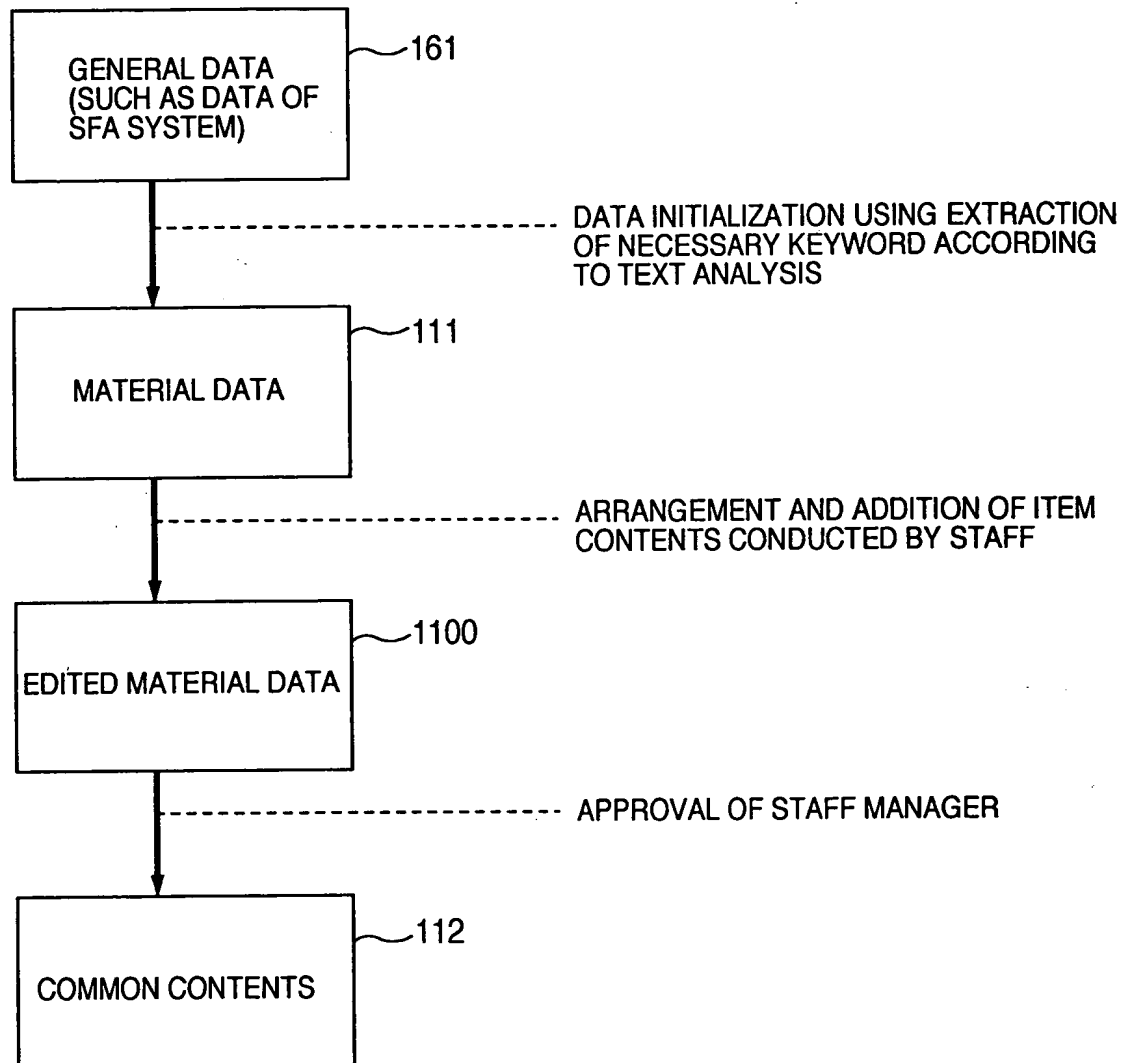 GENERAL DATA
(SUCH AS DATA OF
SFA SYSTEM)
161
DATA INITIALIZATION USING EXTRACTION
OF NECESSARY KEYWORD ACCORDING
TO TEXT ANALYSIS
MATERIAL DATA
111
ARRANGEMENT AND ADDITION OF ITEM
CONTENTS CONDUCTED BY STAFF
EDITED MATERIAL DATA
1100
APPROVAL OF STAFF MANAGER
COMMON CONTENTS
112